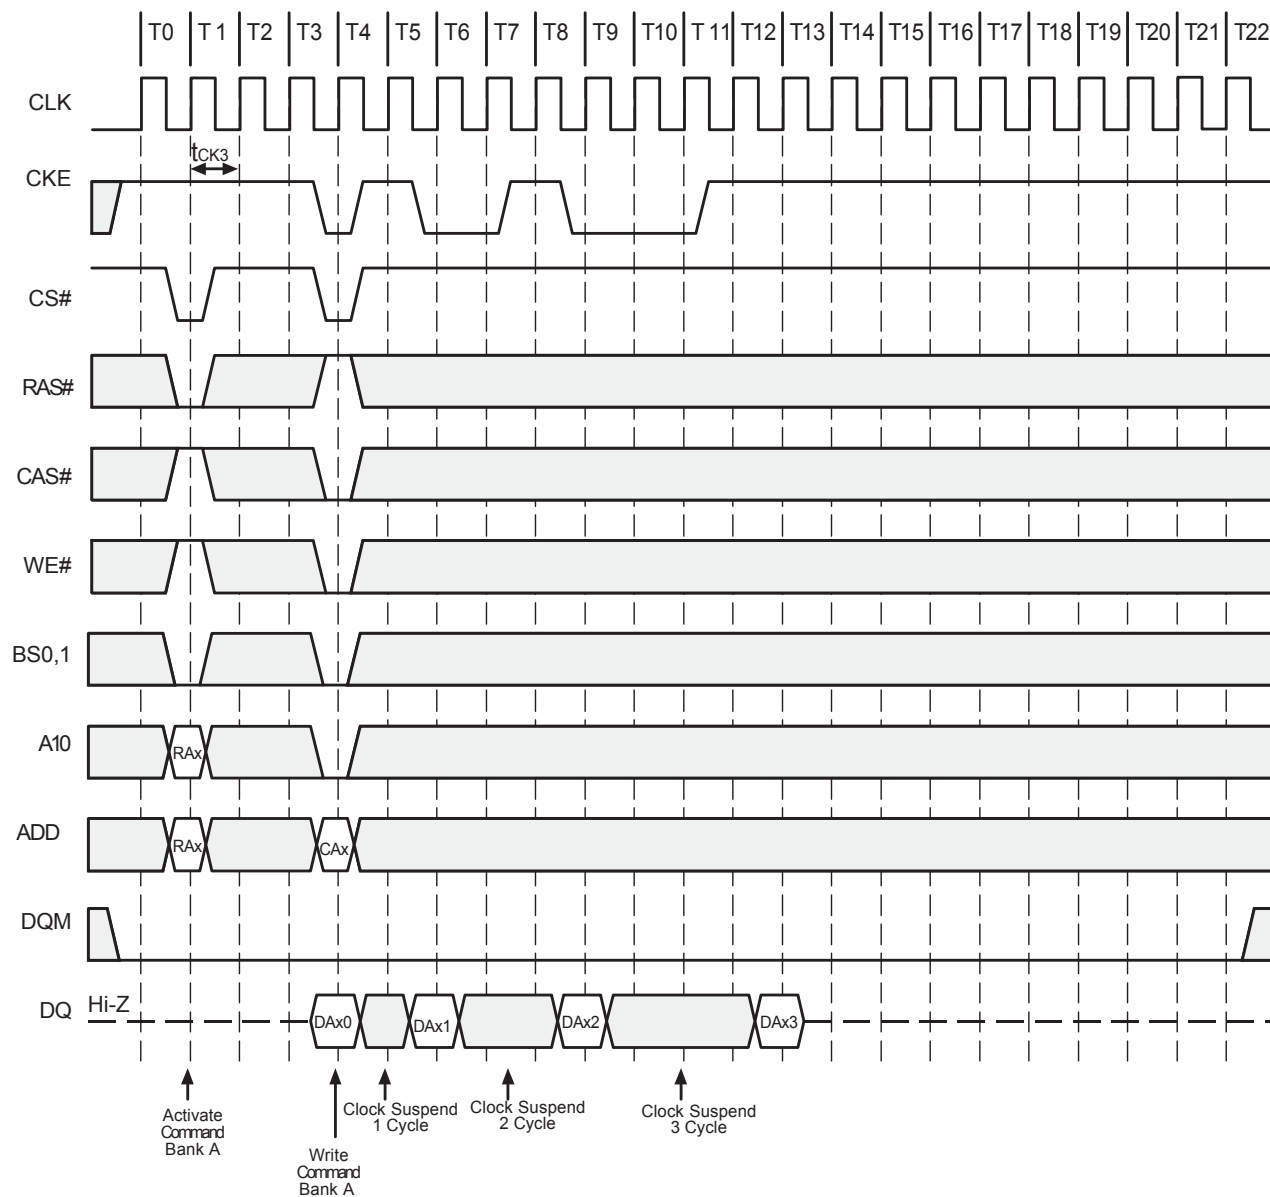 T0 T 1 T2 T3 T4 T5 T6 T7 T8 T9 T10 T 11 T12 T13 T14 T15 T16 T17 T18 T19 T20 T21 T22
CLK
tCK3
CKE
CS#
RAS#
CAS#
WE#
BS0,1
A10
RAx
ADD
RAx CAx
DQM
DQ Hi-Z
DAx0 DAx1 DAx2 DAx3
Activate
Command
Bank A
Write
Command
Bank A
Clock Suspend
1 Cycle
Clock Suspend
2 Cycle
Clock Suspend
3 Cycle